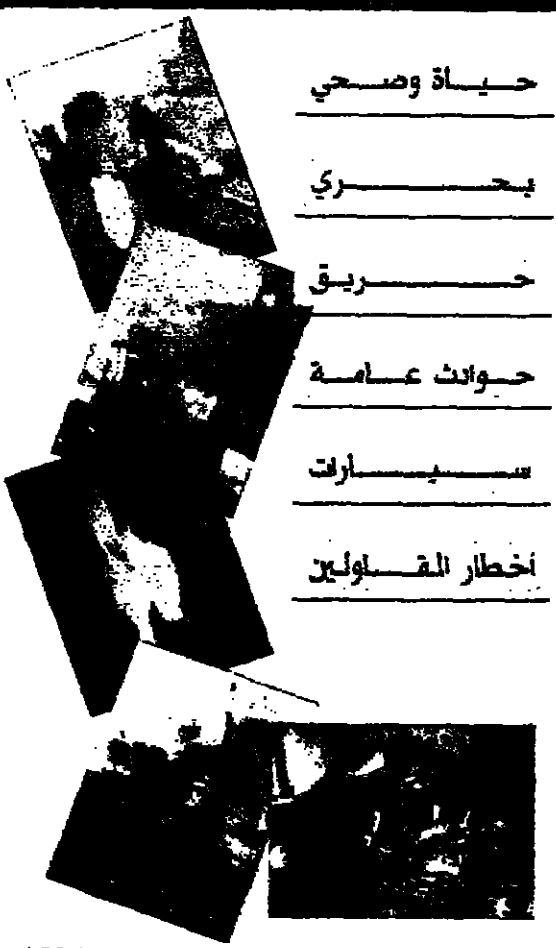 حياة وصحي
بحري
حريق
حوادث عامة
سيارات
أخطار المقاولين